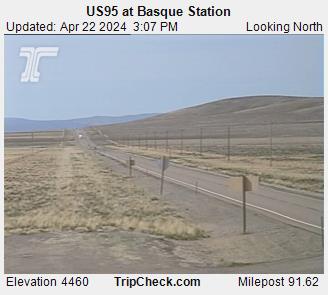 US95 at Basque Station
Updated: Apr 22 2024 3:07 PM Looking North
Elevation 4460 TripCheck.com Milepost 91.62